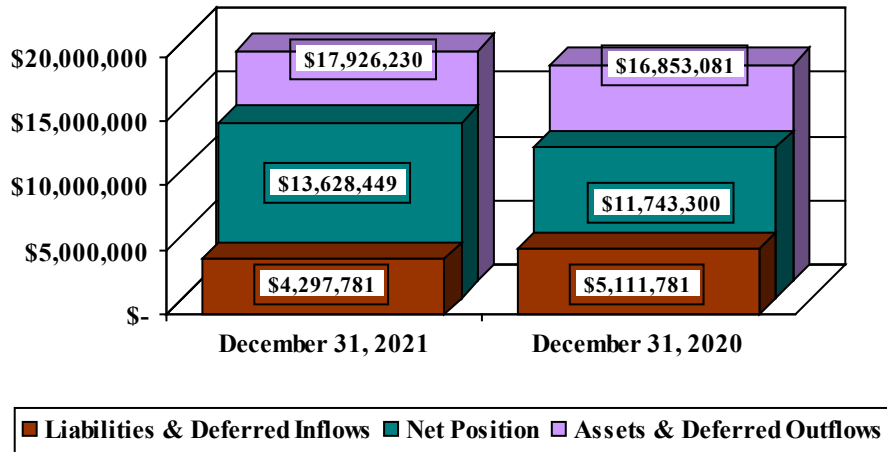 $20,000,000
$15,000,000
$10,000,000
$5,000,000
$-
$17,926,230
$16,853,081
$13,628,449
$11,743,300
$4,297,781
$5,111,781
December 31, 2021
December 31, 2020
Liabilities & Deferred Inflows
Net Position
Assets & Deferred Outflows